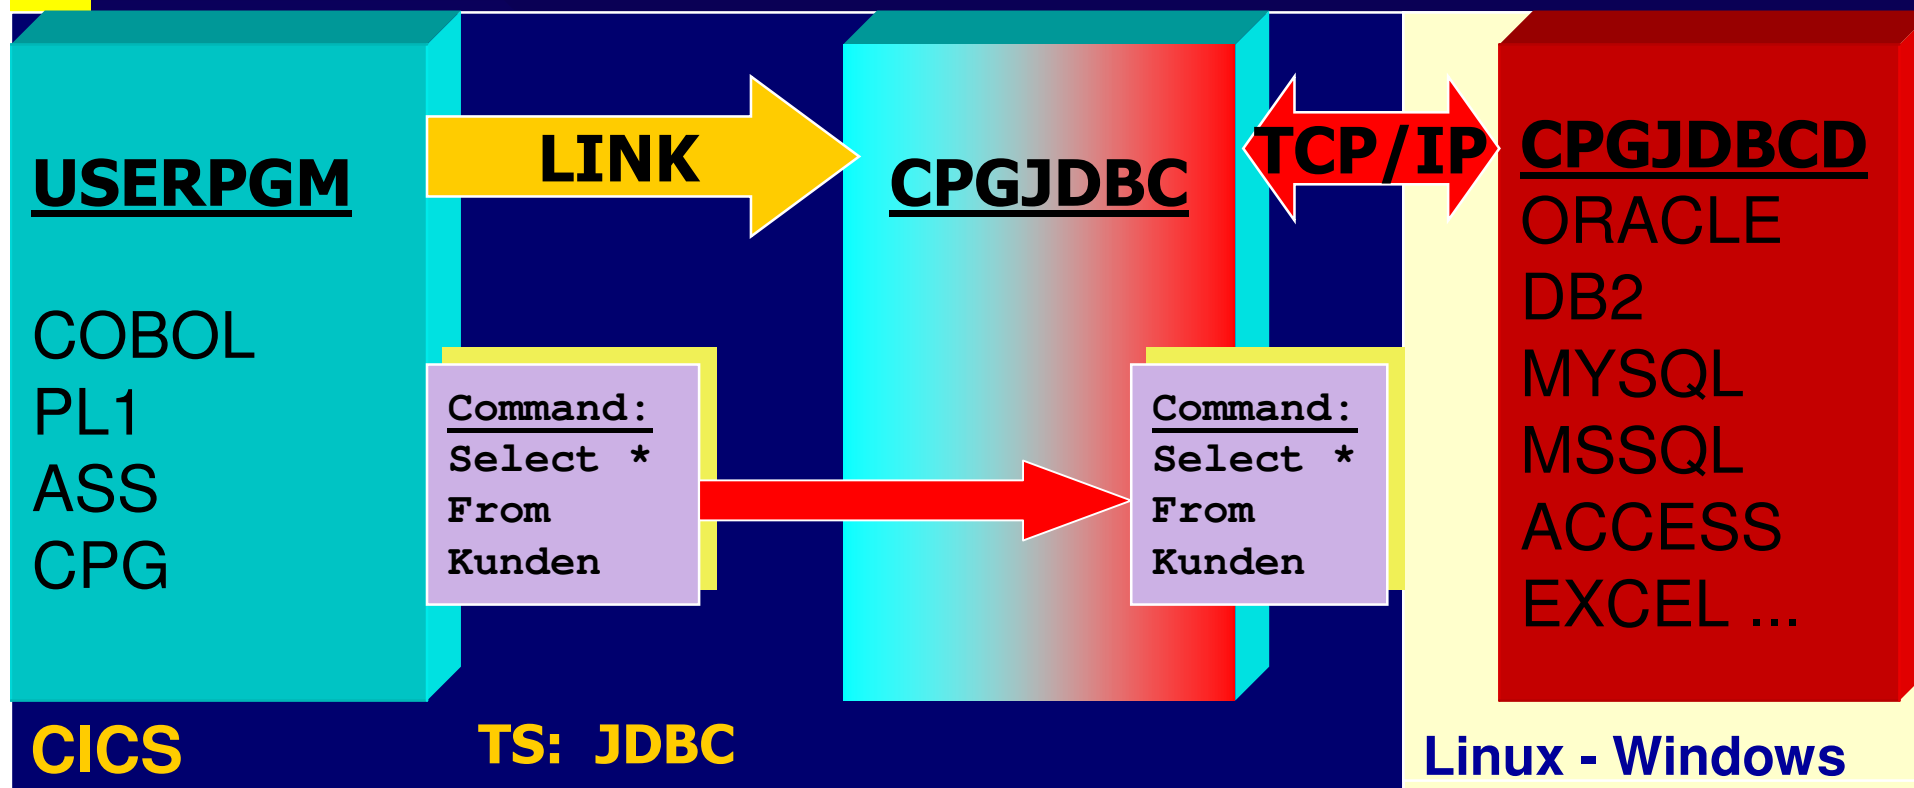 USERPGM
COBOL
PL1
ASS
CPG
LINK
Command:
Select *
From
Kunden
CPGJDBC
Command:
Select *
From
Kunden
TCP/IP
CPGJDBCD
ORACLE
DB2
MYSQL
MSSQL
ACCESS
EXCEL ...
CICS
TS: JDBC
Linux - Windows